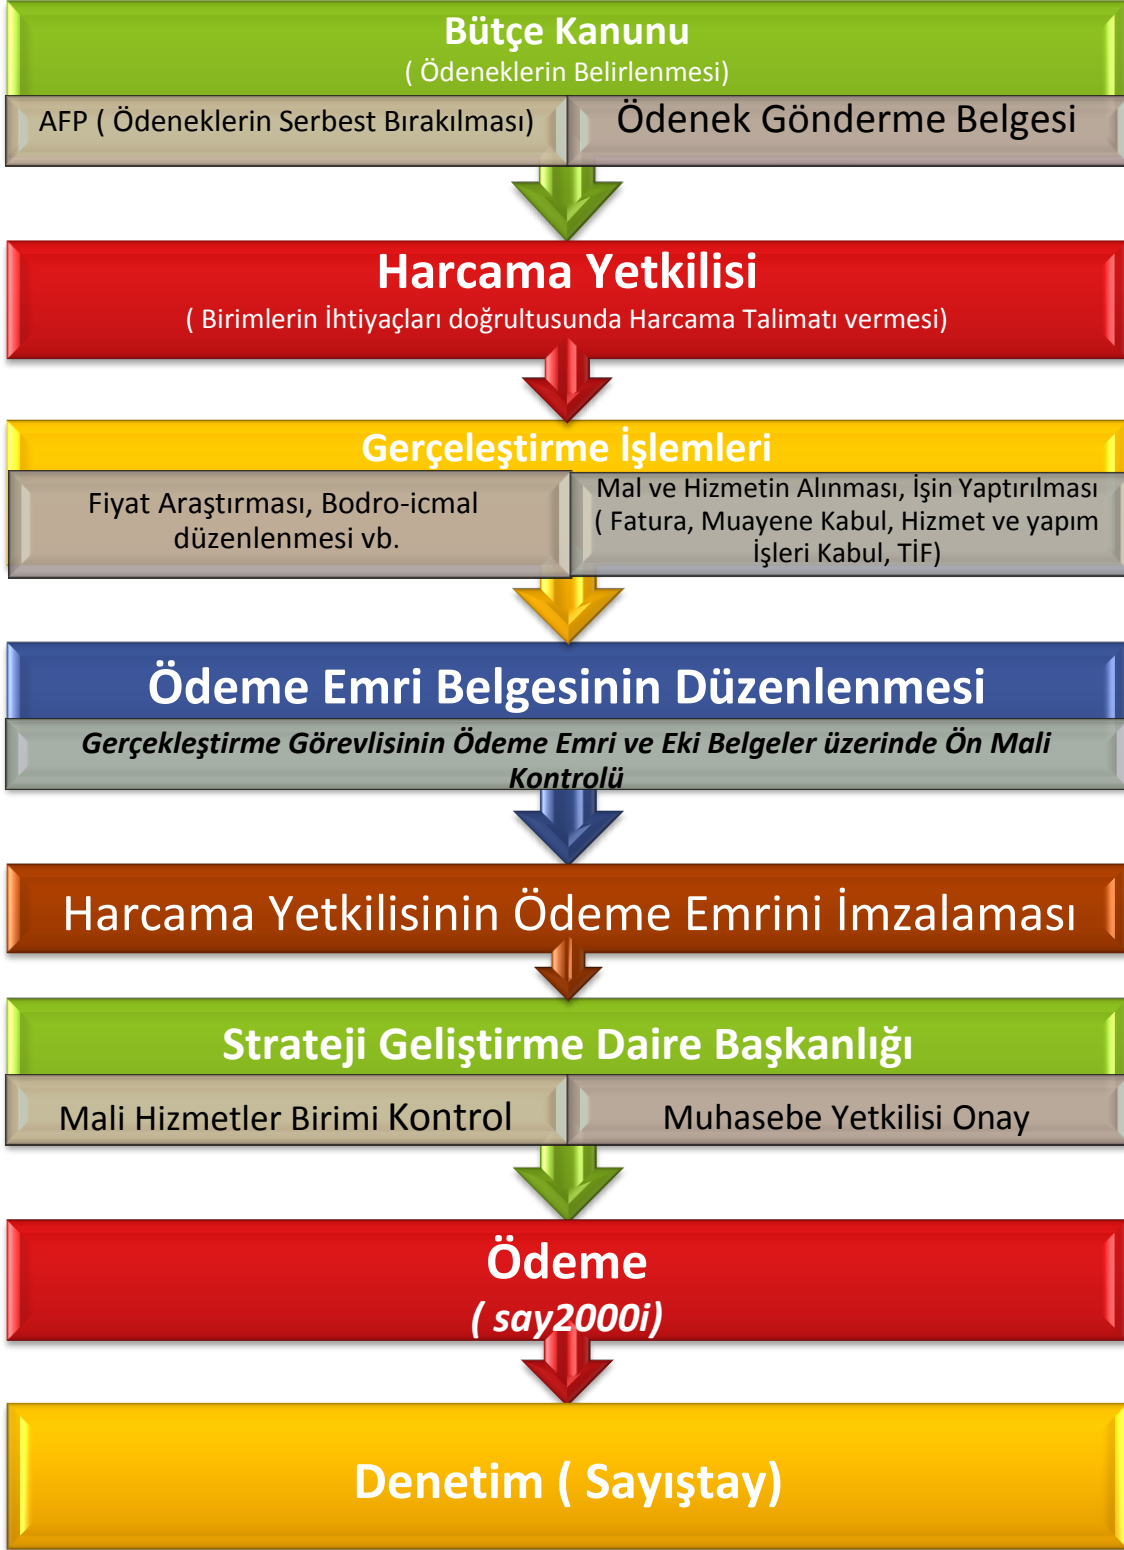 Bütçe Kanunu
( Ödeneklerin Belirlenmesi)
AFP ( Ödeneklerin Serbest Bırakılması)
Ödenek Gönderme Belgesi
Harcama Yetkilisi
( Birimlerin İhtiyaçları doğrultusunda Harcama Talimatı vermesi)
Gerçeleştirme İşlemleri
Fiyat Araştırması, Bodro-icmal
düzenlenmesi vb.
Mal ve Hizmetin Alınması, İşin Yaptırılması
( Fatura, Muayene Kabul, Hizmet ve yapım
İşleri Kabul, TİF)
Ödeme Emri Belgesinin Düzenlenmesi
Gerçekleştirme Görevlisinin Ödeme Emri ve Eki Belgeler üzerinde Ön Mali
Kontrolü
Harcama Yetkilisinin Ödeme Emrini İmzalaması
Strateji Geliştirme Daire Başkanlığı
Mali Hizmetler Birimi Kontrol
Muhasebe Yetkilisi Onay
Ödeme
( say2000i)
Denetim ( Sayıştay)